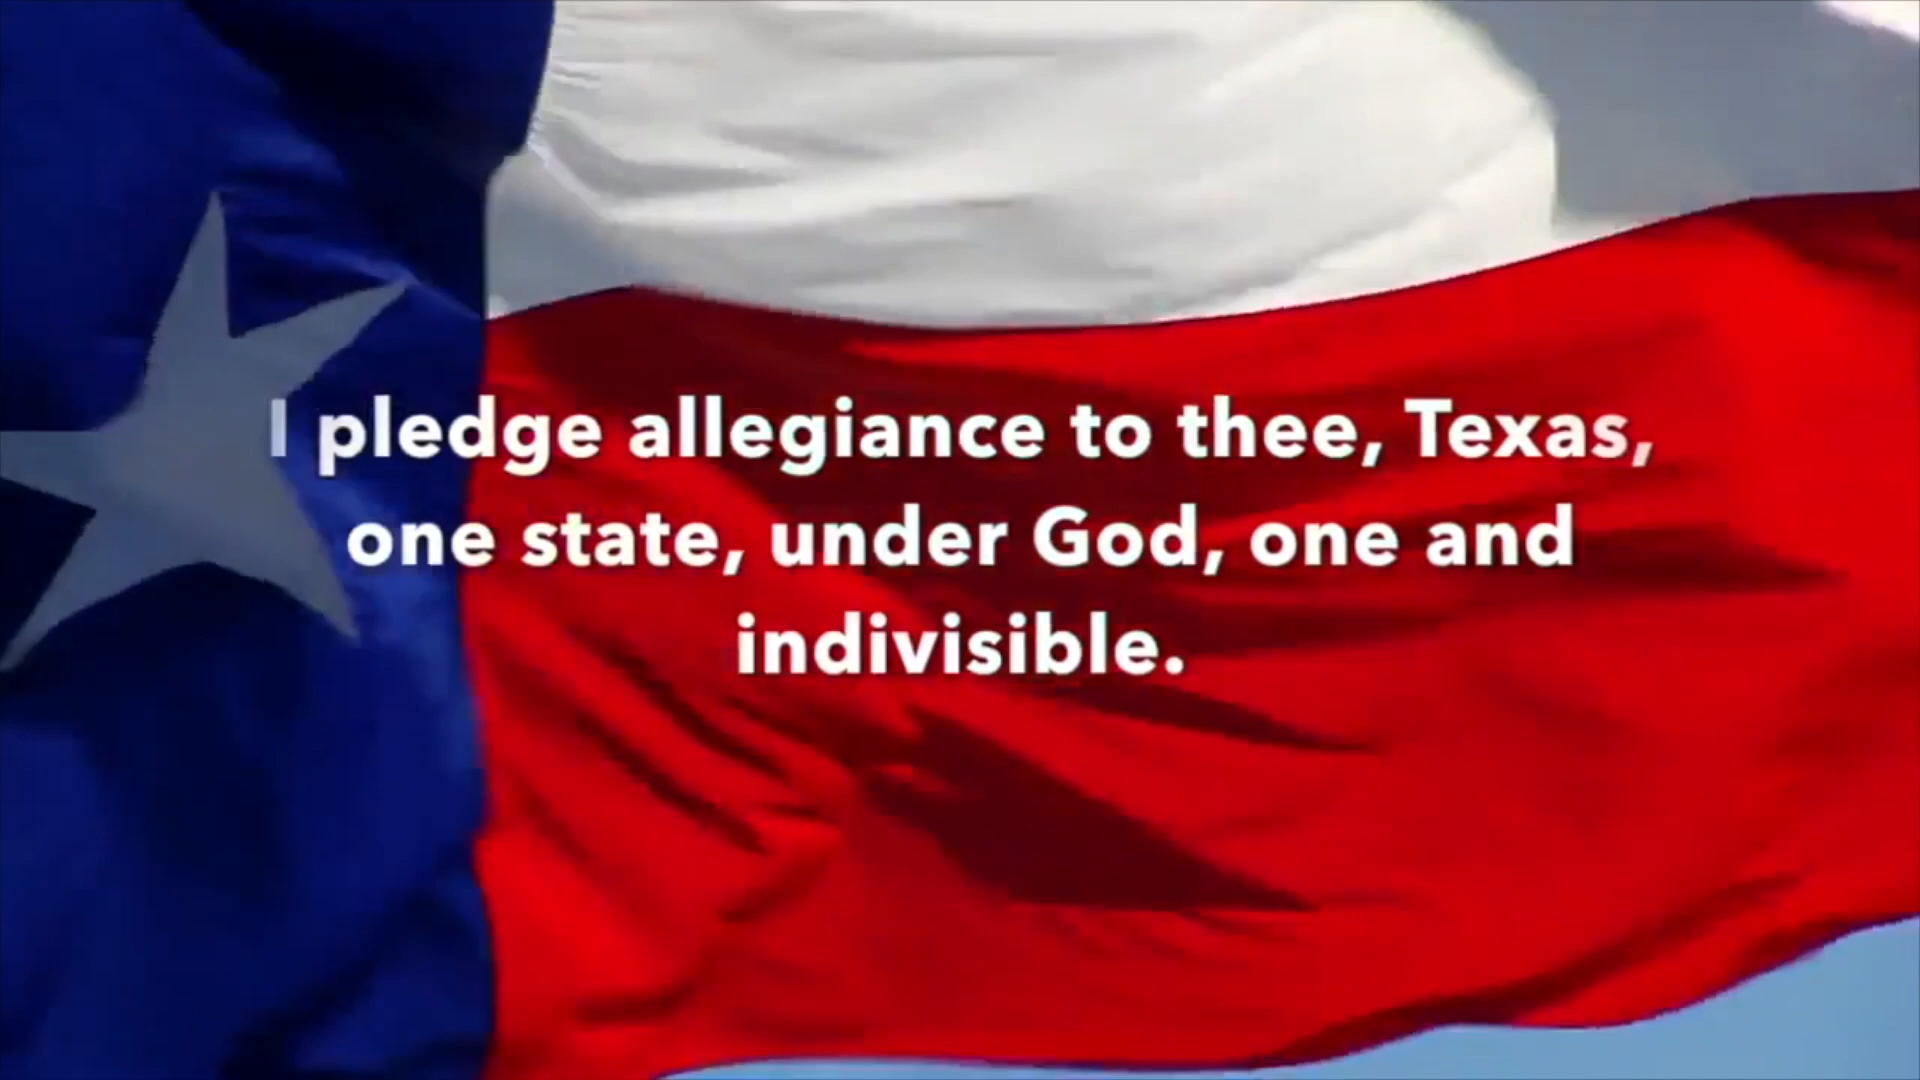 I pledge allegiance to thee, Texas,
one state, under God, one and
indivisible.